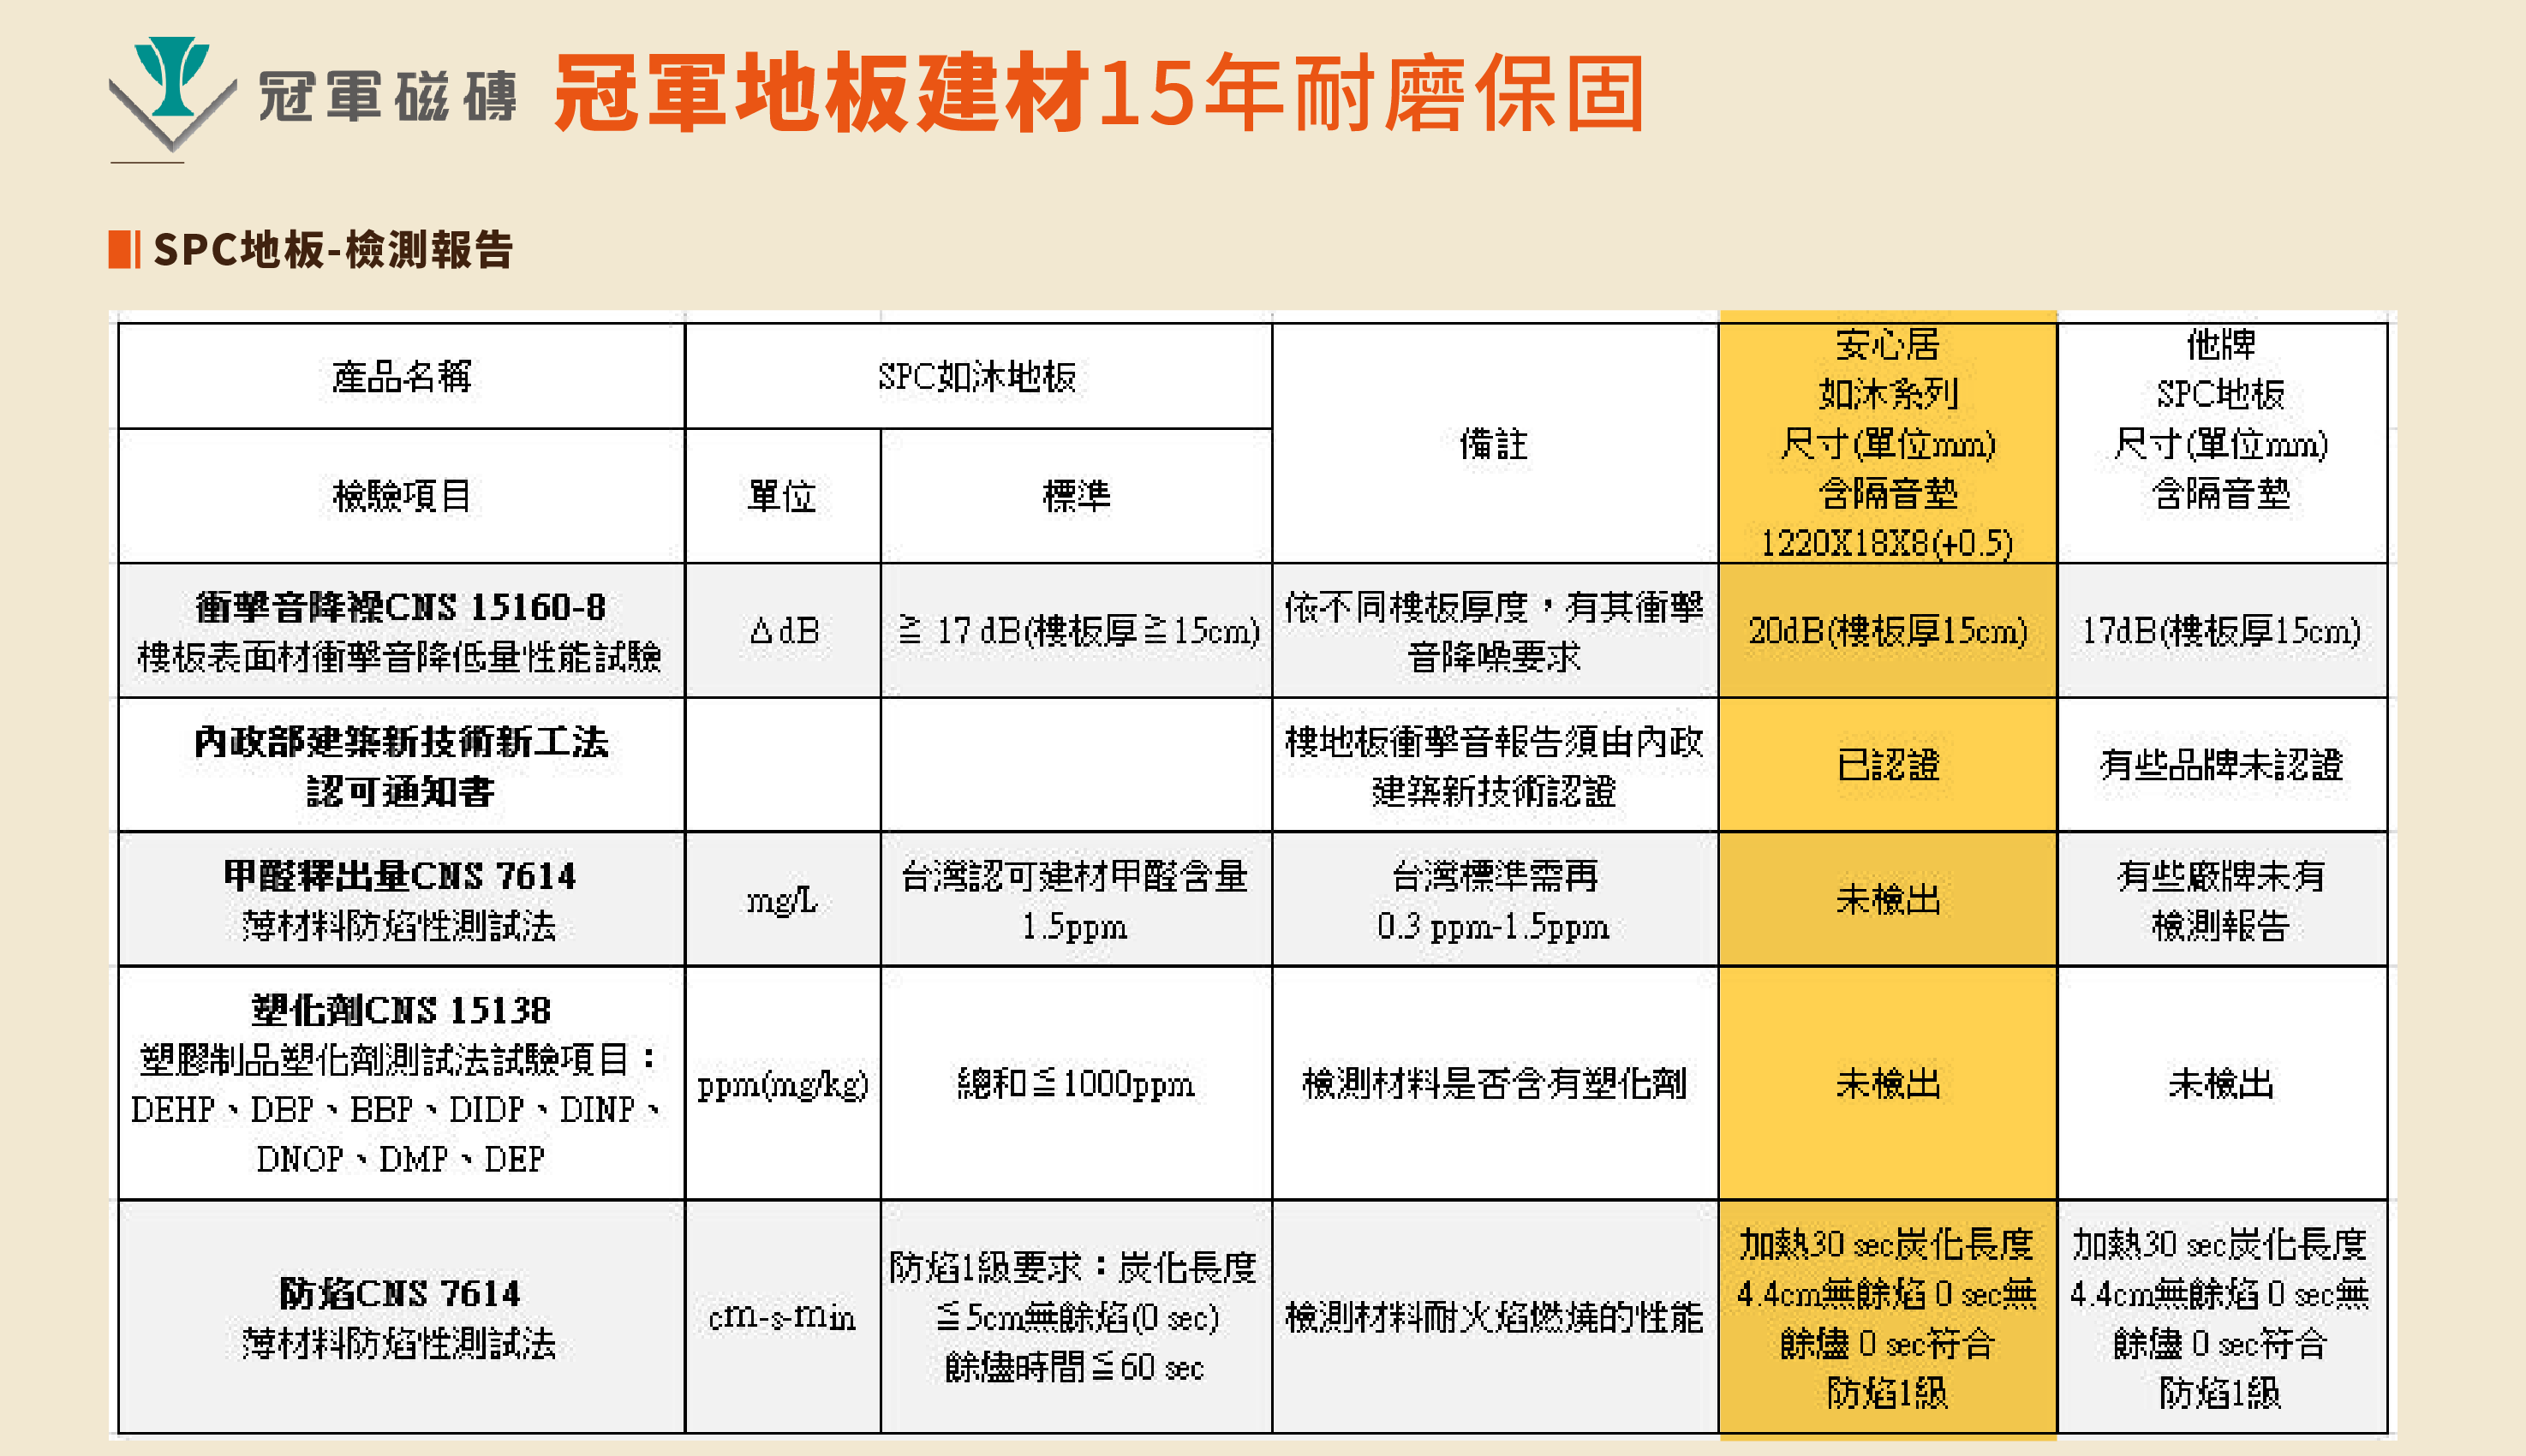 冠軍磁磚 冠軍地板建材15年耐磨保固
SPC地板-檢測報告
產品名稱
SPC如沐地板
備註
安心居
如沐系列
尺寸(單位mm)
含隔音墊
1220X18X8(+0.5)
他牌
SPC地板
尺寸(單位mm)
含隔音墊
檢驗項目
單位
標準
衝擊音降襙CNS 15160-8
樓板表面材衝擊音降低量性能試驗
ΔdB
≧ 17 dB(樓板厚≧15cm)
依不同樓板厚度，有其衝擊
音降噪要求
20dB(樓板厚15cm)
17dB(樓板厚15cm)
內政部建築新技術新工法
認可通知書
樓地板衝擊音報告須由內政
建築新技術認證
已認證
有些品牌未認證
甲醛釋出量CNS 7614
薄材料防焰性測試法
mg/L
台灣認可建材甲醛含量
1.5ppm
台灣標準需再
0.3 ppm-1.5ppm
未檢出
有些廠牌未有
檢測報告
塑化劑CNS 15138
塑膠制品塑化劑測試法試驗項目：
DEHP、DBP、BBP、DIDP、DINP、
DNOP、DMP、DEP
ppm(mg/kg)
總和≦1000ppm
檢測材料是否含有塑化劑
未檢出
未檢出
防焰CNS 7614
薄材料防焰性測試法
cm-s-min
防焰1級要求：炭化長度
≦5cm無餘焰(0 sec)
餘燼時間≦60 sec
檢測材料耐火焰燃燒的性能
加熱30 sec炭化長度
4.4cm無餘焰 0 sec無
餘燼 0 sec符合
防焰1級
加熱30 sec炭化長度
4.4cm無餘焰 0 sec無
餘燼 0 sec符合
防焰1級